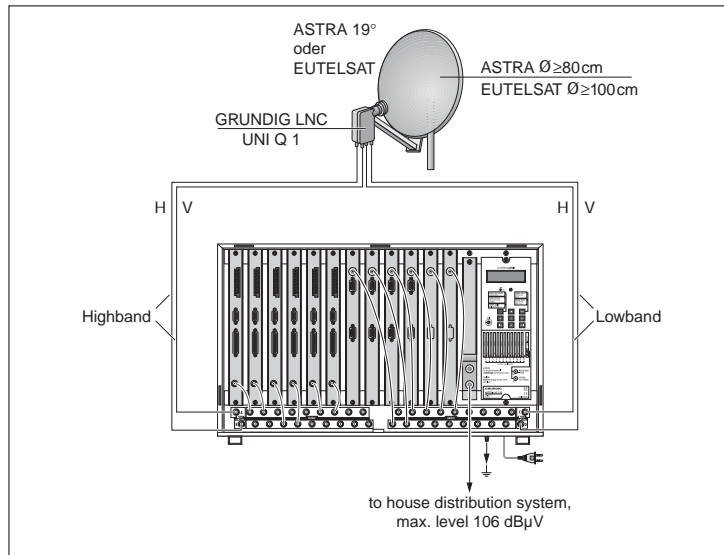 ASTRA 19°
oder
EUTELSAT
ASTRA Ø≥80cm
EUTELSAT Ø≥100cm
GRUNDIG LNC
UNI Q 1
H V
H V
Highband
Lowband
to house distribution system,
max. level 106 dBµV